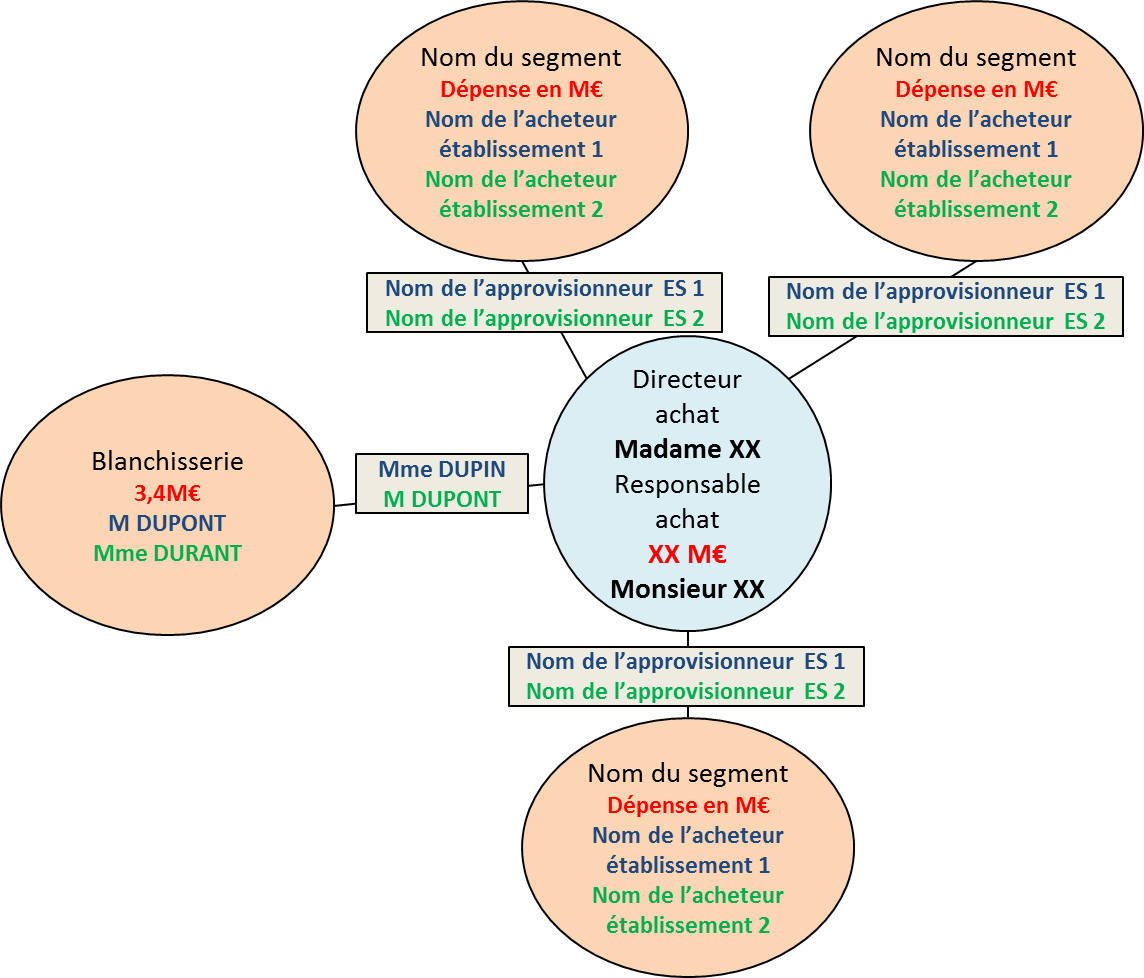 Nom du segment
Dépense en M€
Nom de l’acheteur
établissement 1
Nom de l’acheteur
établissement 2
Nom du segment
Dépense en M€
Nom de l’acheteur
établissement 1
Nom de l’acheteur
établissement 2
Nom de l’approvisionneur ES 1
Nom de l’approvisionneur ES 2
Nom de l’approvisionneur ES 1
Nom de l’approvisionneur ES 2
Directeur
achat
Madame XX
Responsable
achat
XX M€
Monsieur XX
Blanchisserie
3,4M€
M DUPONT
Mme DURANT
Mme DUPIN
M DUPONT
Nom de l’approvisionneur ES 1
Nom de l’approvisionneur ES 2
Nom du segment
Dépense en M€
Nom de l’acheteur
établissement 1
Nom de l’acheteur
établissement 2